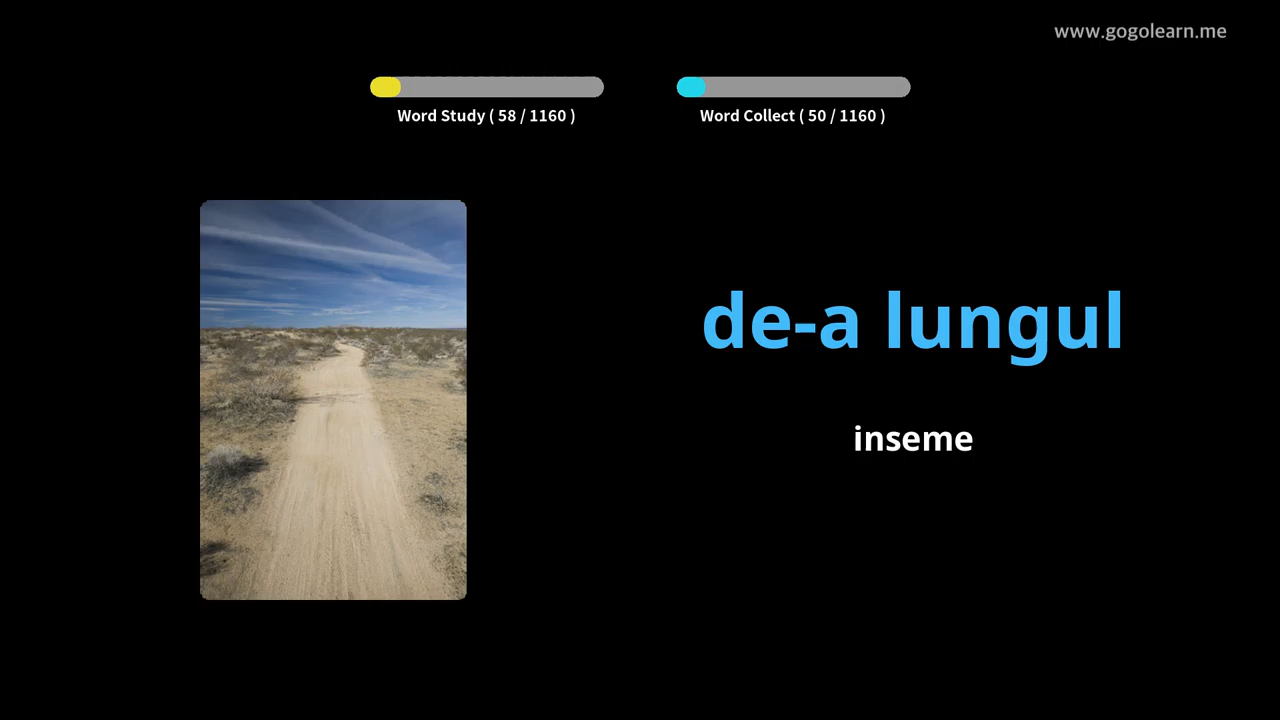 www.gogolearn.me
Word Study ( 58 / 1160 )
Word Collect ( 50 / 1160 )
de-a lungul
inseme